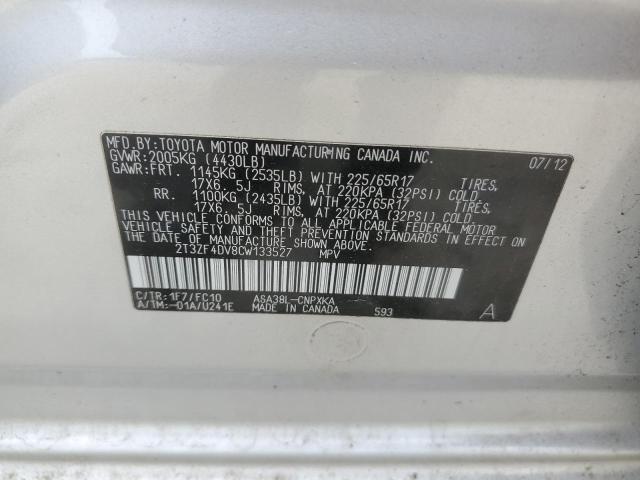 MFD.BY:TOYOTA MOTOR MANUFACTURING CANADA INC. 07/12
GVWR:2005KG (4430LB)
GAWR:FRT. 1145KG (2535LB) WITH 225/65R17 TIRES,
17X6. 5J RIMS, AT 220KPA (32PSI) COLD
RR. 1100KG (2435LB) WITH 225/65R17 TIRES,
17X6. 5J RIMS, AT 220KPA (32PSI) COLD.
THIS VEHICLE CONFORMS TO ALL APPLICABLE FEDERAL MOTOR
VEHICLE SAFETY AND THEFT PREVENTION STANDARDS IN
EFFECT ON THE DATE OF MANUFACTURE SHOWN ABOVE.
2T3ZF4DV8CW133527 MPV
C/TR:1F7/FC10 ASA38L-CNPXKA
A/TM:-01A/U241E MADE IN CANADA 593 A